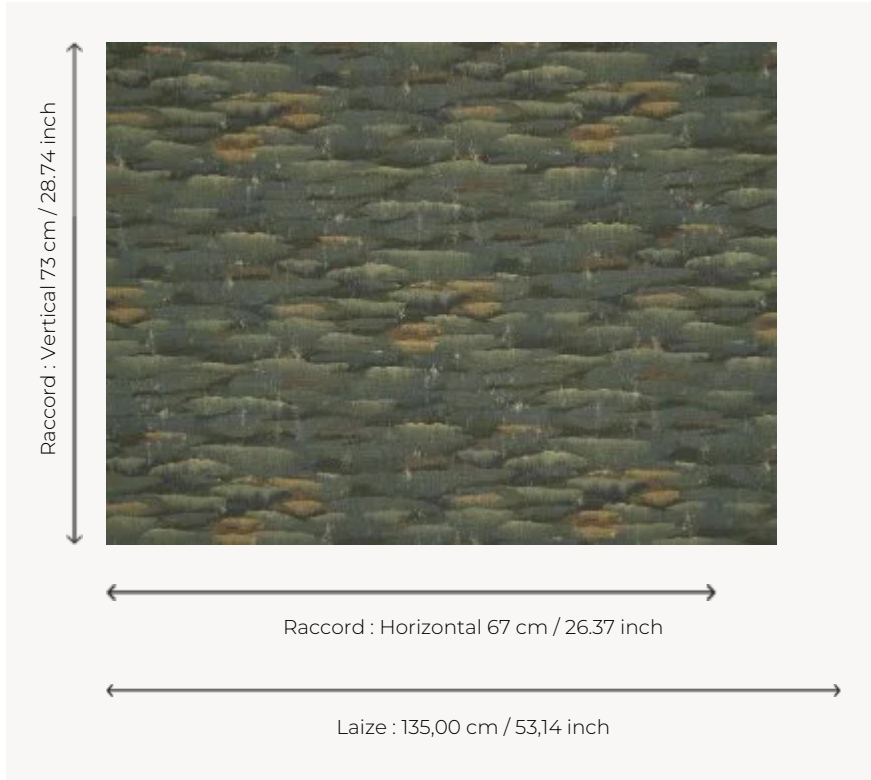 Raccord : Vertical 73 cm / 28.74 inch
Raccord : Horizontal 67 cm / 26.37 inch
Laize : 135,00 cm / 53,14 inch